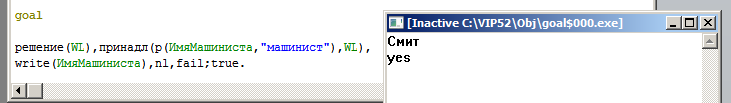 goal
решение(WL),принадл(р(ИмяМашиниста,"машинист"),WL),
write(ИмяМашиниста),nl,fail;true.
[Inactive C:\VIP52\Obj\goal$000.exe]
Смит
yes